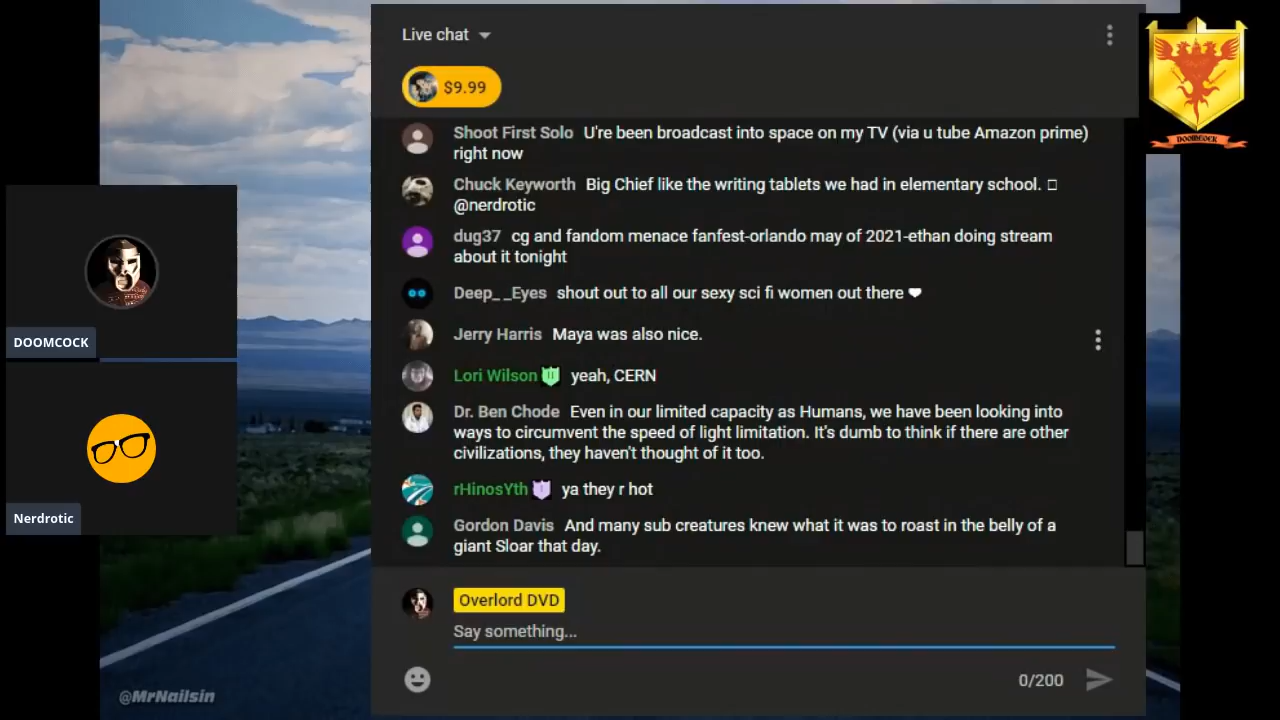 Live chat
$9.99
Shoot First Solo U're been broadcast into space on my TV (via u tube Amazon prime)
right now
Chuck Keyworth Big Chief like the writing tablets we had in elementary school. □
@nerdrotic
dug37 cg and fandom menace fanfest-orlando may of 2021-ethan doing stream
about it tonight
Deep__Eyes shout out to all our sexy sci fi women out there ❤
Jerry Harris Maya was also nice.
Lori Wilson yeah, CERN
Dr. Ben Chode Even in our limited capacity as Humans, we have been looking into
ways to circumvent the speed of light limitation. It's dumb to think if there are other
civilizations, they haven't thought of it too.
rHinosYth ya they r hot
Gordon Davis And many sub creatures knew what it was to roast in the belly of a
giant Sloar that day.
Overlord DVD
Say something...
0/200
DOOMCOCK
Nerdrotic
DOOMCOCK
@MrNailsin